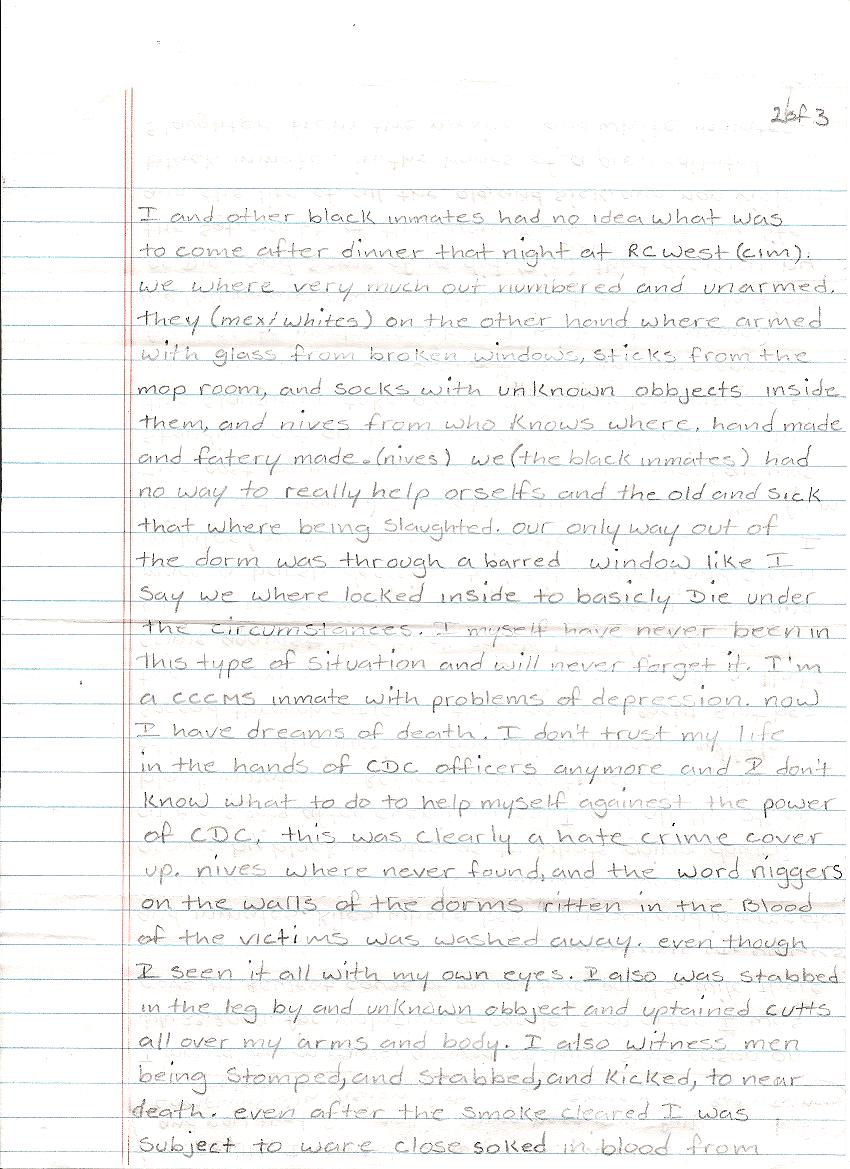 2 of 3
I and other black inmates had no idea what was
to come after dinner that night at RC West (cim).
we where very much out numbered and unarmed.
they (mex/whites) on the other hand where armed
with glass from broken windows, sticks from the
mop room, and socks with unknown obbjects inside
them, and nives from who knows where. hand made
and fatery made. (nives) we (the black inmates) had
no way to really help orselfs and the old and sick
that where being slaughted. our only way out of
the dorm was through a barred window like I
say we where locked inside to basicly Die under
the circumstances. I myself have never been in
this type of situation and will never forget it. I'm
a CCCMS inmate with problems of depression. now
I have dreams of death. I don't trust my life
in the hands of CDC officers anymore and I don't
know what to do to help myself againest the power
of CDC, this was clearly a hate crime cover
up. nives where never found, and the word niggers
on the walls of the dorms ritten in the Blood
of the victims was washed away. even though
I seen it all with my own eyes. I also was stabbed
in the leg by and unknown obbject and uptained cutts
all over my arms and body. I also witness men
being stomped, and stabbed, and kicked, to near
death. even after the smoke cleared I was
subject to ware close soked in blood from